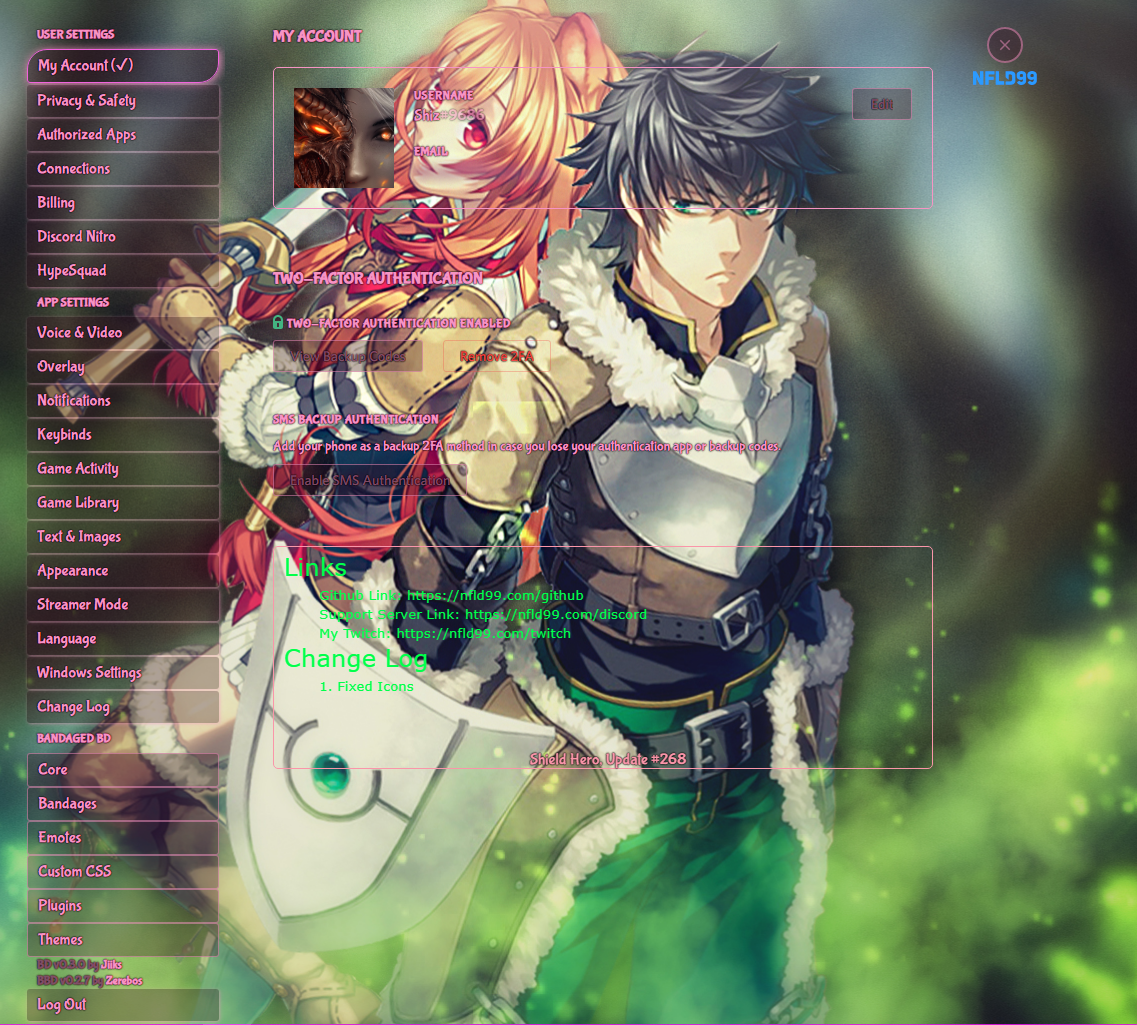 USER SETTINGS
My Account (✓)
Privacy & Safety
Authorized Apps
Connections
Billing
Discord Nitro
HypeSquad
APP SETTINGS
Voice & Video
Overlay
Notifications
Keybinds
Game Activity
Game Library
Text & Images
Appearance
Streamer Mode
Language
Windows Settings
Change Log
BANDAGED BD
Core
Bandages
Emotes
Custom CSS
Plugins
Themes
BD v0.3.0 by Jiiks
BBD v0.2.7 by Zerebos
Log Out
MY ACCOUNT
USERNAME
Shiz#9686
EMAIL
Edit
TWO-FACTOR AUTHENTICATION
TWO-FACTOR AUTHENTICATION ENABLED
View Backup Codes
Remove 2FA
SMS BACKUP AUTHENTICATION
Add your phone as a backup 2FA method in case you lose your authentication app or backup codes.
Enable SMS Authentication
Links
Github Link: https://nfld99.com/github
Support Server Link: https://nfld99.com/discord
My Twitch: https://nfld99.com/twitch
Change Log
1. Fixed Icons
Shield Hero, Update #268
NFLD99